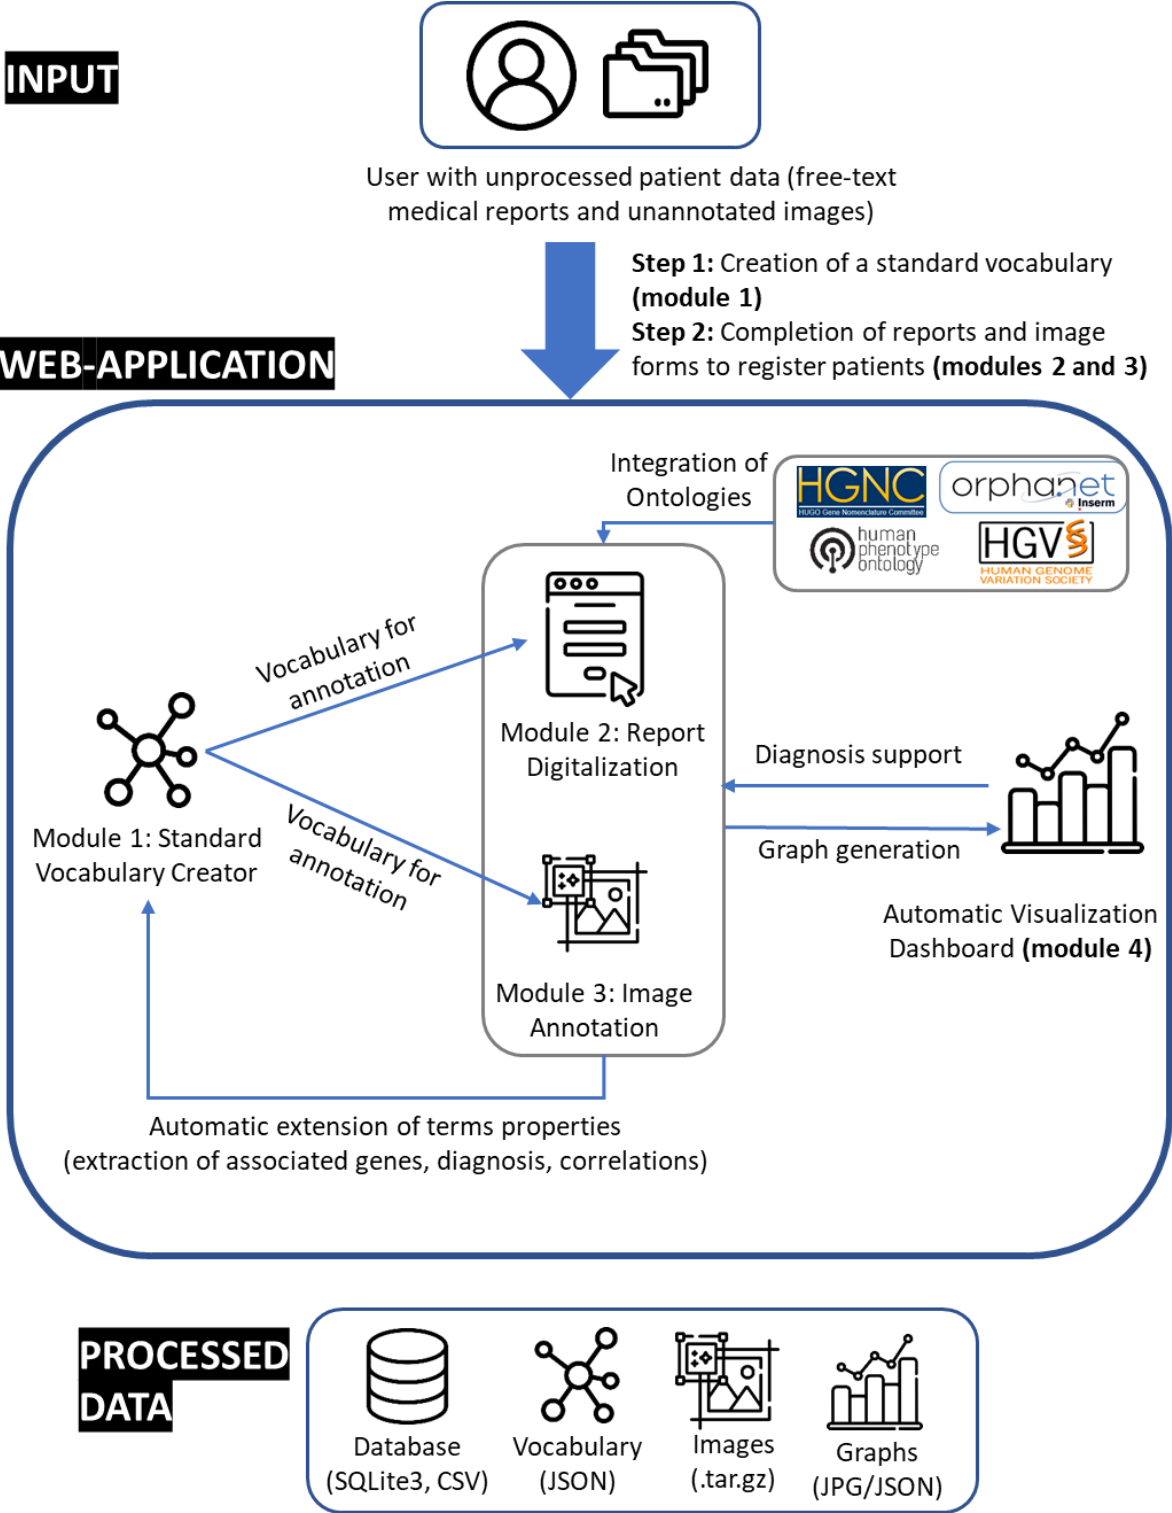 INPUT
User with unprocessed patient data (free-text
medical reports and unannotated images)
Step 1: Creation of a standard vocabulary
(module 1)
Step 2: Completion of reports and image
forms to register patients (modules 2 and 3)
WEB-APPLICATION
Integration of
Ontologies
HGNC
HUGO Gene Nomenclature Committee
orphanet
Inserm
human
phenotype
ontology
HGVS
HUMAN GENOME
VARIATION SOCIETY
Vocabulary for
annotation
Module 2: Report
Digitalization
Diagnosis support
Graph generation
Module 1: Standard
Vocabulary Creator
Vocabulary for
annotation
Automatic Visualization
Dashboard (module 4)
Module 3: Image
Annotation
Automatic extension of terms properties
(extraction of associated genes, diagnosis, correlations)
PROCESSED
DATA
Database
(SQLite3, CSV)
Vocabulary
(JSON)
Images
(.tar.gz)
Graphs
(JPG/JSON)